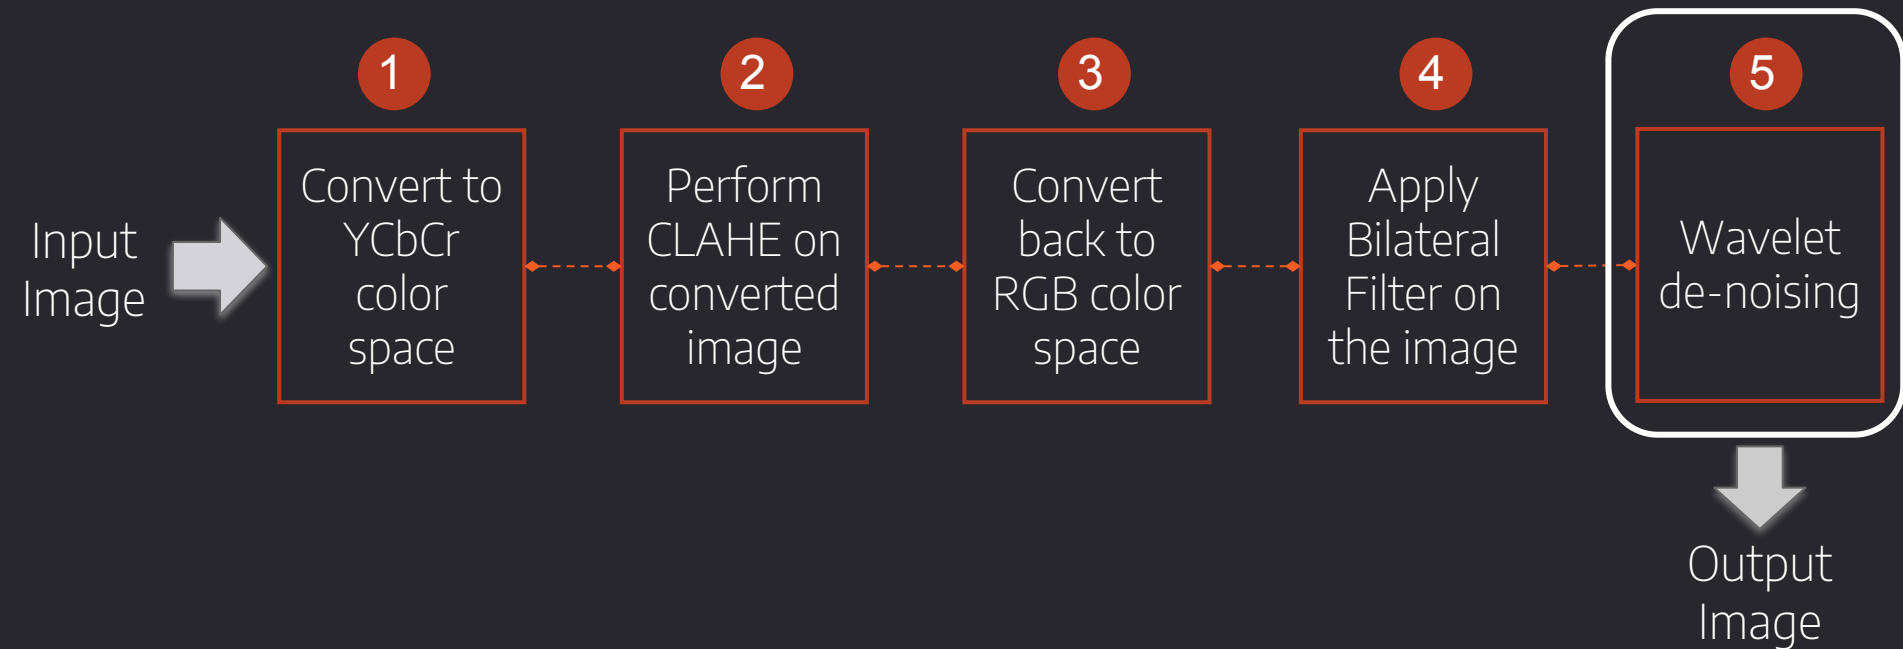 1
2
3
4
5
Input
Image
Convert to
YCbCr
color
space
Perform
CLAHE on
converted
image
Convert
back to
RGB color
space
Apply
Bilateral
Filter on
the image
Wavelet
de-noising
Output
Image